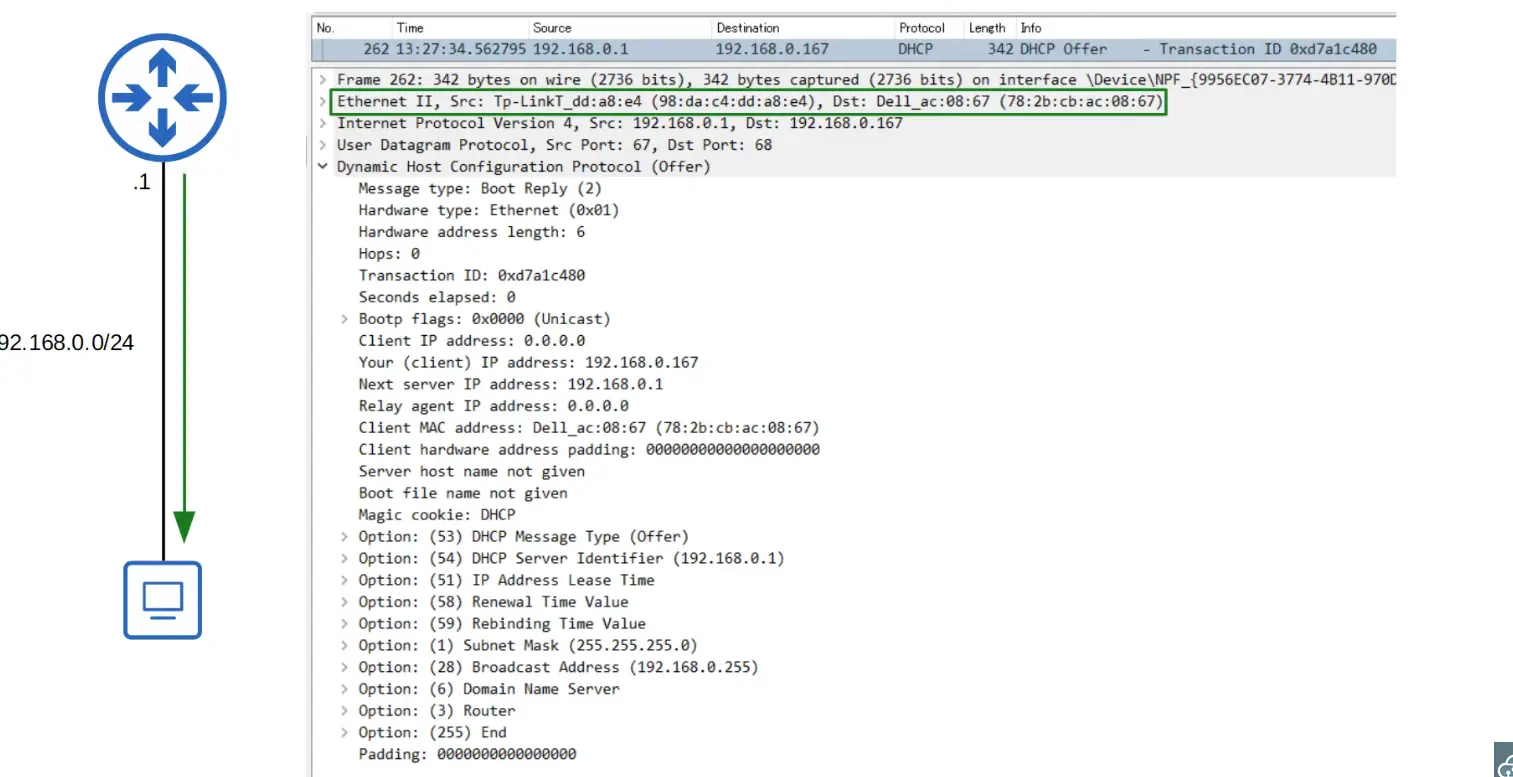 No. Time Source Destination Protocol Length Info
262 13:27:34.562795 192.168.0.1 192.168.0.167 DHCP 342 DHCP Offer - Transaction ID 0xd7a1c480
Frame 262: 342 bytes on wire (2736 bits), 342 bytes captured (2736 bits) on interface \Device\NPF_{9956EC07-3774-4B11-970D
Ethernet II, Src: Tp-LinkT_dd:a8:e4 (98:da:c4:dd:a8:e4), Dst: Dell_ac:08:67 (78:2b:cb:ac:08:67)
Internet Protocol Version 4, Src: 192.168.0.1, Dst: 192.168.0.167
User Datagram Protocol, Src Port: 67, Dst Port: 68
Dynamic Host Configuration Protocol (Offer)
Message type: Boot Reply (2)
Hardware type: Ethernet (0x01)
Hardware address length: 6
Hops: 0
Transaction ID: 0xd7a1c480
Seconds elapsed: 0
Bootp flags: 0x0000 (Unicast)
Client IP address: 0.0.0.0
Your (client) IP address: 192.168.0.167
Next server IP address: 192.168.0.1
Relay agent IP address: 0.0.0.0
Client MAC address: Dell_ac:08:67 (78:2b:cb:ac:08:67)
Client hardware address padding: 00000000000000000000
Server host name not given
Boot file name not given
Magic cookie: DHCP
Option: (53) DHCP Message Type (Offer)
Option: (54) DHCP Server Identifier (192.168.0.1)
Option: (51) IP Address Lease Time
Option: (58) Renewal Time Value
Option: (59) Rebinding Time Value
Option: (1) Subnet Mask (255.255.255.0)
Option: (28) Broadcast Address (192.168.0.255)
Option: (6) Domain Name Server
Option: (3) Router
Option: (255) End
Padding: 0000000000000000
.1
92.168.0.0/24